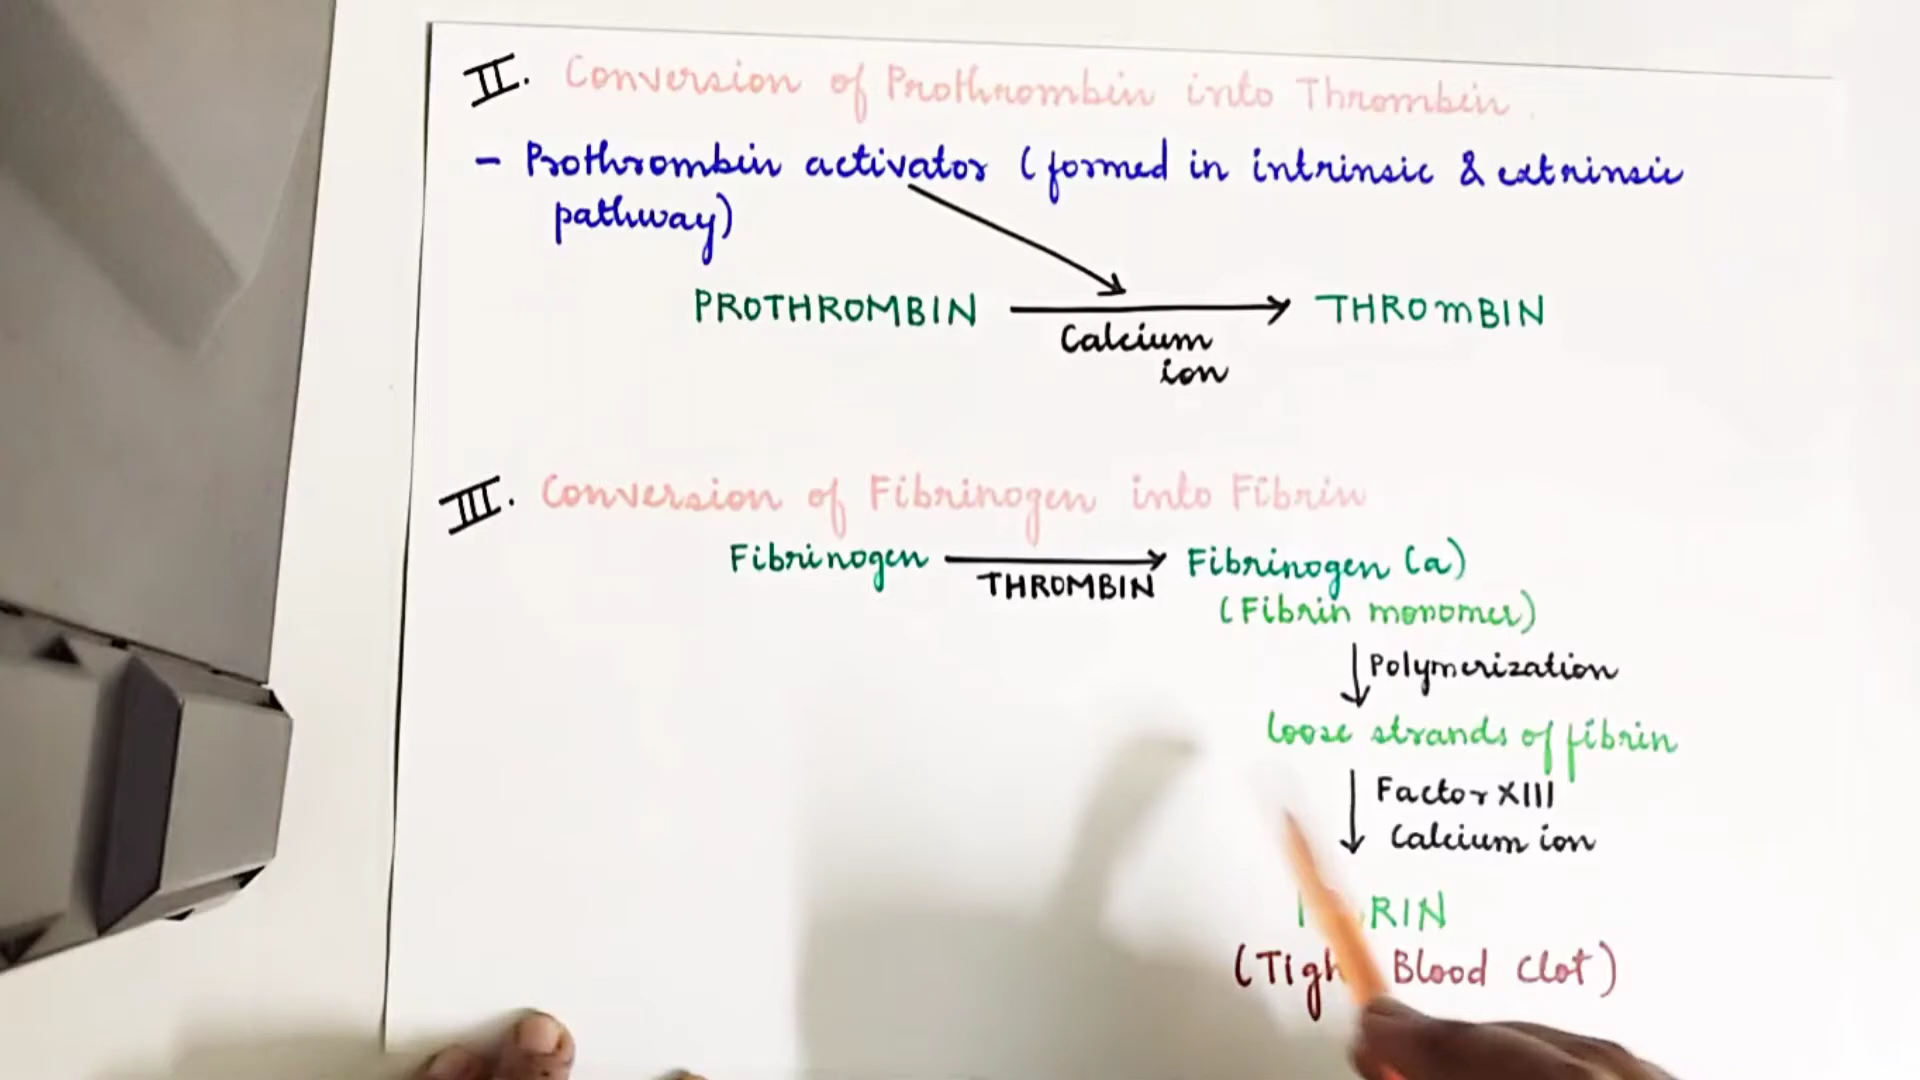 II. Conversion of Prothrombin into Thrombin.
- Prothrombin activator (formed in intrinsic & extrinsic
pathway)
PROTHROMBIN THROMBIN
Calcium
ion
III. Conversion of Fibrinogen into Fibrin
Fibrinogen Fibrinogen (a)
THROMBIN
(Fibrin monomer)
Polymerization
loose strands of fibrin
Factor XIII
Calcium ion
(Blood Clot)